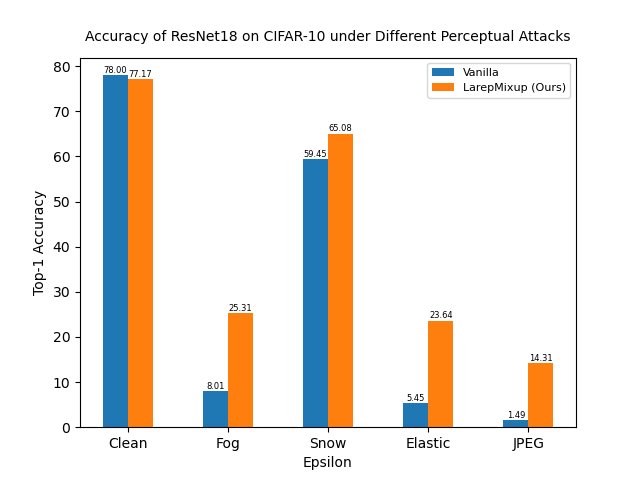 Accuracy of ResNet18 on CIFAR-10 under Different Perceptual Attacks
Vanilla
LarepMixup (Ours)
Top-1 Accuracy
80
70
60
50
40
30
20
10
0
78.00
77.17
8.01
25.31
59.45
65.08
5.45
23.64
1.49
14.31
Clean
Fog
Snow
Elastic
JPEG
Epsilon